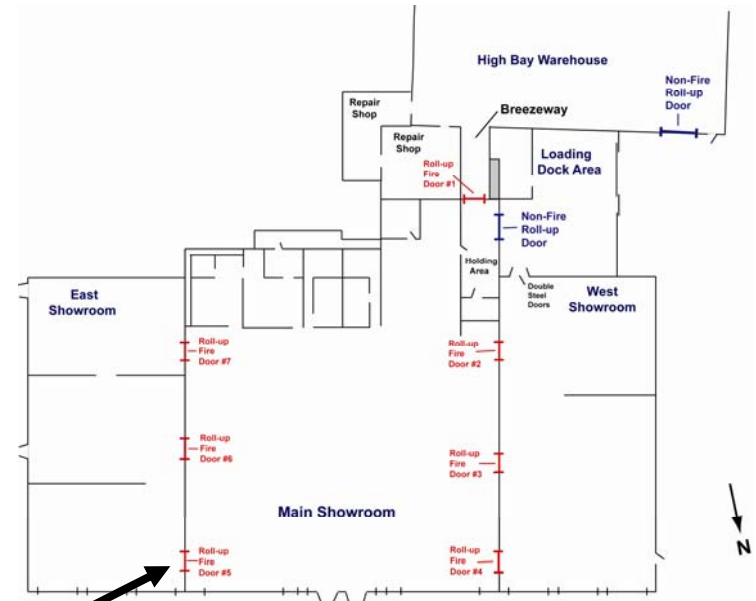 High Bay Warehouse
Non-Fire
Roll-up
Door
Repair
Shop
Breezeway
Repair
Shop
Roll-up
Fire
Door #1
Loading
Dock Area
Non-Fire
Roll-up
Door
Holding
Area
Double
Steel
Doors
East
Showroom
West
Showroom
Roll-up
Fire
Door #7
Roll-up
Fire
Door #2
Roll-up
Fire
Door #6
Roll-up
Fire
Door #3
Main Showroom
Roll-up
Fire
Door #5
Roll-up
Fire
Door #4
N